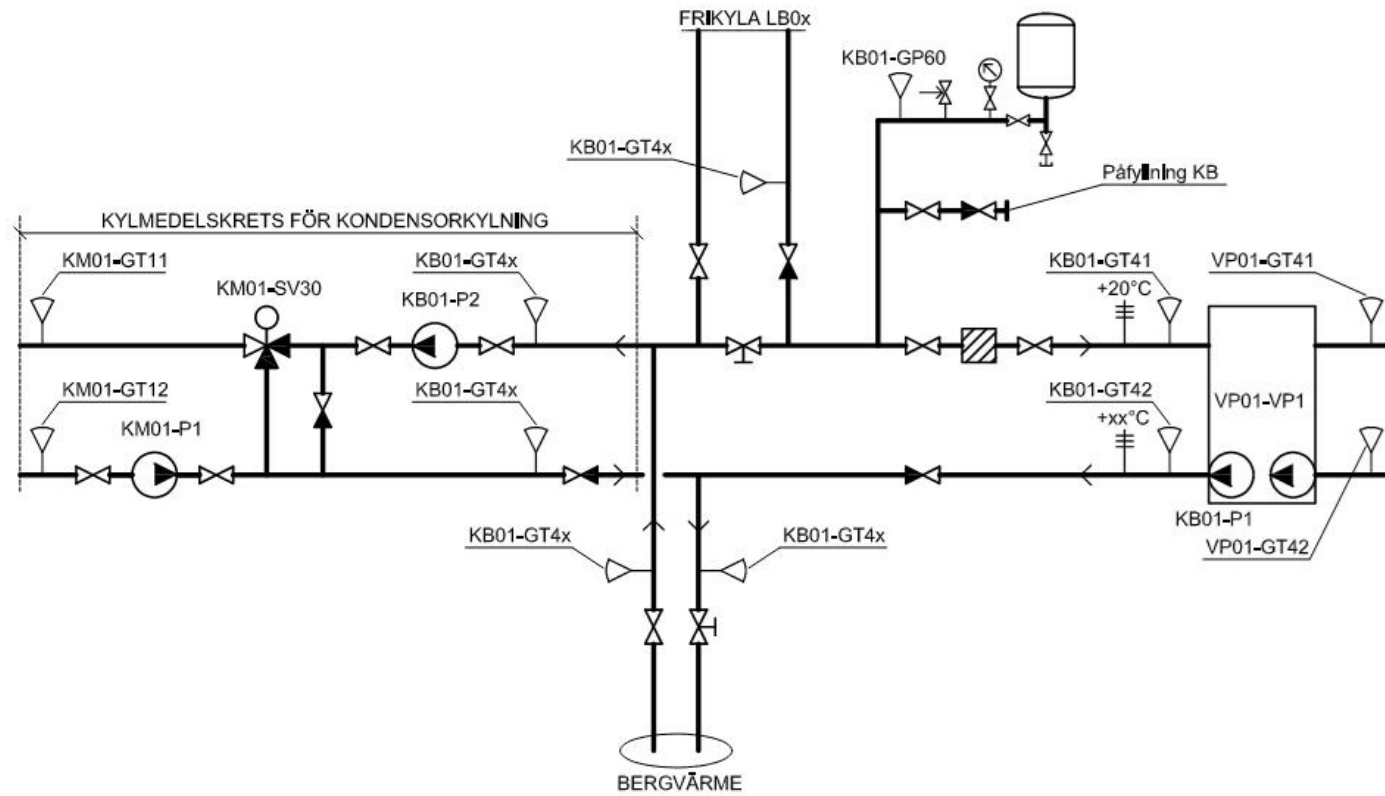 FRIKYLA LB0x
KB01-GP60
KB01-GT4x
Påfyllning KB
KYLMEDELSKRETS FÖR KONDENSORKYLNING
KM01-GT11
KB01-GT4x
KB01-GT41
VP01-GT41
KM01-SV30
KB01-P2
+20°C
KM01-GT12
KB01-GT4x
KB01-GT42
VP01-VP1
KM01-P1
+xx°C
KB01-P1
KB01-GT4x
KB01-GT4x
VP01-GT42
BERGVÄRME